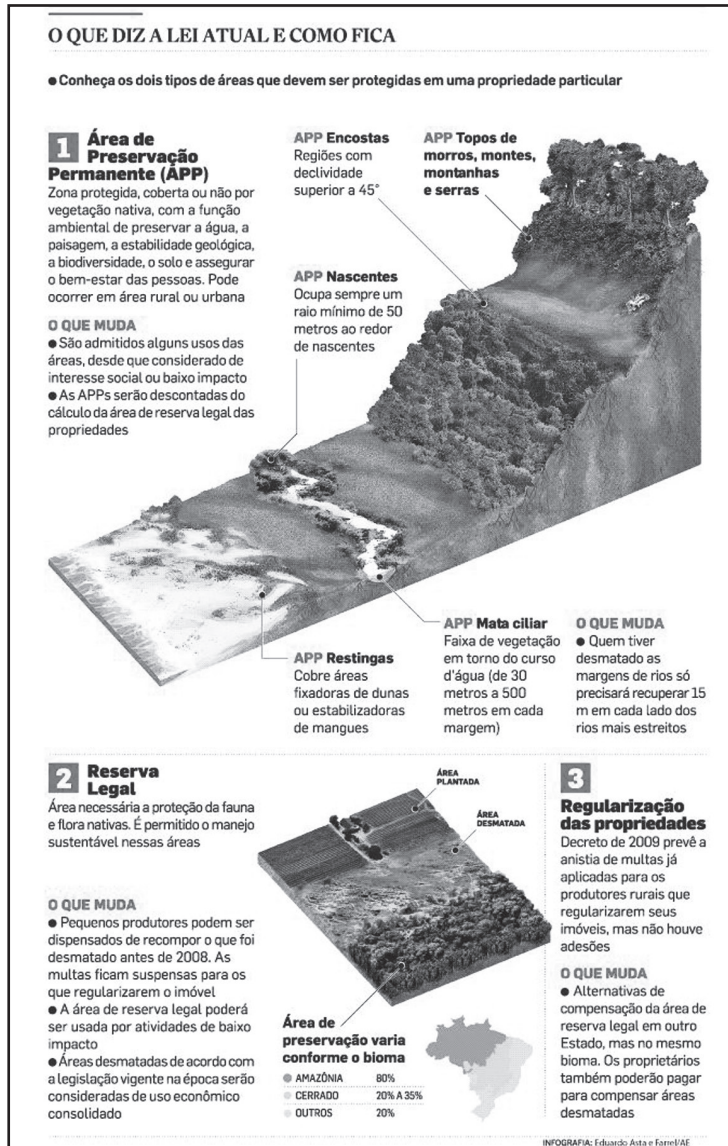 O QUE DIZ A LEI ATUAL E COMO FICA
● Conheça os dois tipos de áreas que devem ser protegidas em uma propriedade particular
1 Área de
Preservação
Permanente (APP)
Zona protegida, coberta ou não por
vegetação nativa, com a função
ambiental de preservar a água, a
paisagem, a estabilidade geológica,
a biodiversidade, o solo e assegurar
o bem-estar das pessoas. Pode
ocorrer em área rural ou urbana
O QUE MUDA
● São admitidos alguns usos das
áreas, desde que considerado de
interesse social ou baixo impacto
● As APPs serão descontadas do
cálculo da área de reserva legal das
propriedades
APP Encostas
Regiões com
declividade
superior a 45°
APP Topos de
morros, montes,
montanhas
e serras
APP Nascentes
Ocupa sempre um
raio mínimo de 50
metros ao redor
de nascentes
APP Restingas
Cobre áreas
fixadoras de dunas
ou estabilizadoras
de mangues
APP Mata ciliar
Faixa de vegetação
em torno do curso
d'água (de 30
metros a 500
metros em cada
margem)
O QUE MUDA
● Quem tiver
desmatado as
margens de rios só
precisará recuperar 15
m em cada lado dos
rios mais estreitos
2 Reserva
Legal
Área necessária a proteção da fauna
e flora nativas. É permitido o manejo
sustentável nessas áreas
O QUE MUDA
● Pequenos produtores podem ser
dispensados de recompor o que foi
desmatado antes de 2008. As
multas ficam suspensas para os
que regularizarem o imóvel
● A área de reserva legal poderá
ser usada por atividades de baixo
impacto
● Áreas desmatadas de acordo com
a legislação vigente na época serão
consideradas de uso econômico
consolidado
ÁREA
PLANTADA
ÁREA
DESMATADA
Área de
preservação varia
conforme o bioma
● AMAZÔNIA 80%
● CERRADO 20% A 35%
● OUTROS 20%
3
Regularização
das propriedades
Decreto de 2009 prevê a
anistia de multas já
aplicadas para os
produtores rurais que
regularizarem seus
imóveis, mas não houve
adesões
O QUE MUDA
● Alternativas de
compensação da área de
reserva legal em outro
Estado, mas no mesmo
bioma. Os proprietários
também poderão pagar
para compensar áreas
desmatadas
INFOGRAFIA: Eduardo Asta e Farrel/AE